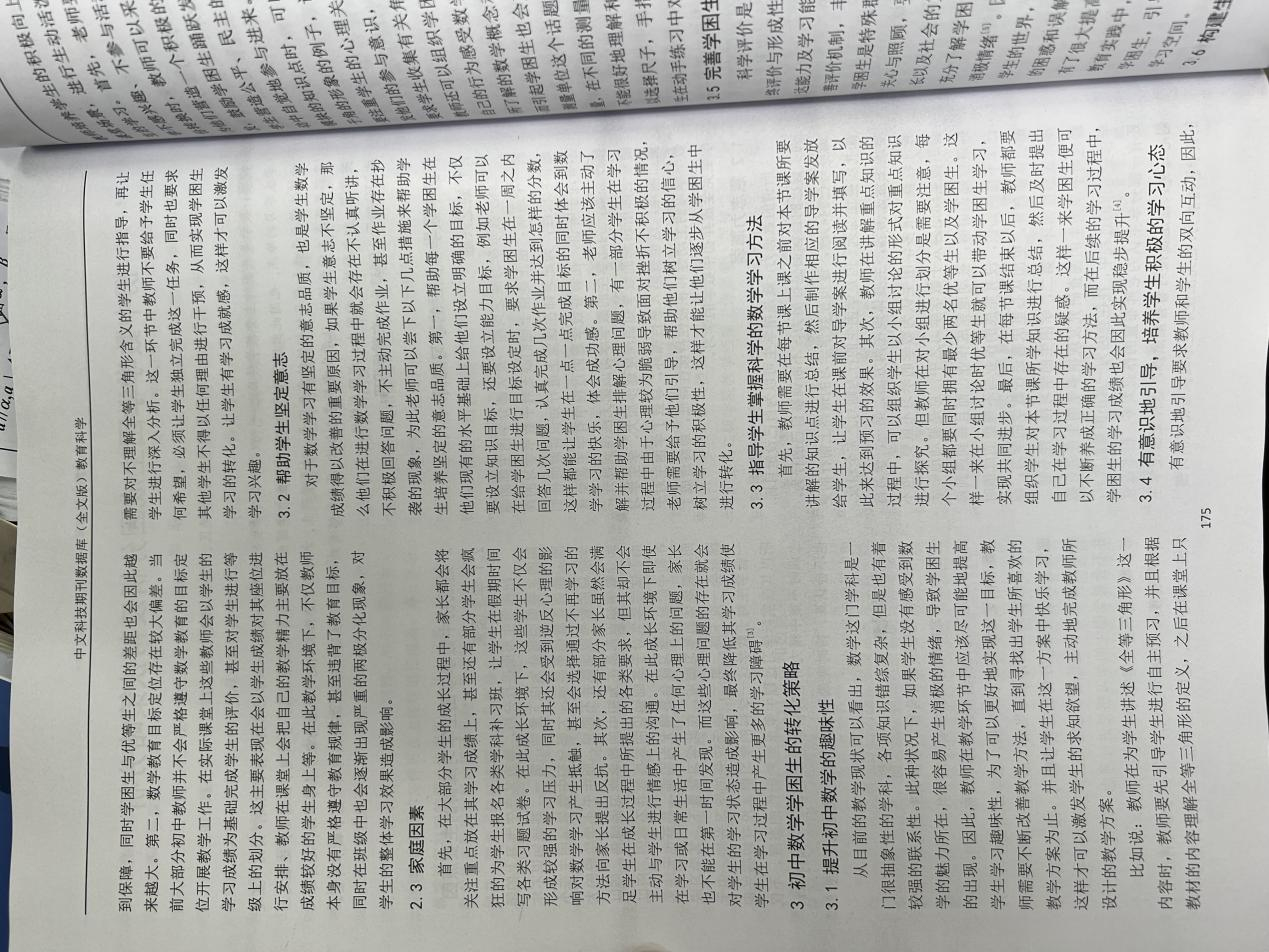 中文科技期刊数据库（全文版）教育科学
到保障，同时学困生与优等生之间的差距也会因此越
来越大。第二，数学教育目标定位存在较大偏差。当
前大部分初中教师并不会严格遵守数学教育的目标定
位开展教学工作。在实际课堂上这些教师会以学生的
学习成绩为基础完成学生的评价，甚至对学生进行等
级上的划分。这主要表现在会以学生成绩对其座位进
行安排、教师在课堂上会把自己的教学精力主要放在
成绩较好的学生身上等。在此教学环境下，不仅教师
本身没有严格遵守教育规律，甚至违背了教育目标，
同时在班级中也会逐渐出现严重的两极分化现象，对
学生的整体学习效果造成影响。
2.3 家庭因素
首先，在大部分学生的成长过程中，家长都会将
关注重点放在其学习成绩上，甚至还有部分学生会疯
狂的为学生报名各类学科补习班，让学生在假期时间
写各类习题试卷。在此成长环境下，这些学生不仅会
形成较强的学习压力，同时其还会受到逆反心理的影
响对数学学习产生抵触，甚至会选择通过不再学习的
方法向家长提出反抗。其次，还有部分家长虽然会满
足学生在成长过程中所提出的各类要求，但其却不会
主动与学生进行情感上的沟通。在此成长环境下即使
在学习或日常生活中产生了任何心理上的问题，家长
也不能在第一时间发现。而这些心理问题的存在就会
对学生的学习状态造成影响，最终降低其学习成绩使
学生在学习过程中产生更多的学习障碍[3]。
3 初中数学学困生的转化策略
3.1 提升初中数学的趣味性
从目前的教学现状可以看出，数学这门学科是一
门很抽象性的学科，各项知识错综复杂，但是也有着
较强的联系性。此种状况下，如果学生没有感受到数
学的魅力所在，很容易产生消极的情绪，导致学困生
的出现。因此，教师在教学环节中应该尽可能地提高
学生学习趣味性，为了可以更好地实现这一目标，教
师需要不断改善教学方法，直到寻找出学生所喜欢的
教学方案为止。并且让学生在这一方案中快乐学习，
这样才可以激发学生的求知欲望，主动地完成教师所
设计的教学方案。
比如说：教师在为学生讲述《全等三角形》这一
内容时，教师要先引导学生进行自主预习，并且根据
教材的内容理解全等三角形的定义，之后在课堂上只
需要对不理解全等三角形含义的学生进行指导，再让
学生进行深入分析。这一环节中教师不要给予学生任
何希望，必须让学生独立完成这一任务，同时也要求
其他学生不得以任何理由进行干预，从而实现学困生
学习的转化。让学生有学习成就感，这样才可以激发
学习兴趣。
3.2 帮助学生坚定意志
对于数学学习有坚定的意志品质，也是学生数学
成绩得以改善的重要原因，如果学生意志不坚定，那
么他们在进行数学学习过程中就会存在不认真听讲，
不积极回答问题，不主动完成作业，甚至作业存在抄
袭的现象，为此老师可以尝下以下几点措施来帮助学
生培养坚定的意志品质。第一，帮助每一个学困生在
他们现有的水平基础上给他们设立明确的目标，不仅
要设立知识目标，还要设立能力目标，例如老师可以
在给学困生进行目标设定时，要求学困生在一周之内
回答几次问题，认真完成几次作业并达到怎样的分数，
这样都能让学生在一点一点完成目标的同时体会到数
学学习的快乐，体会成功感。第二，老师应该主动了
解并帮助学困生排解心理问题，有一部分学生在学习
过程中由于心理较为脆弱导致面对挫折不积极的情况，
老师需要给予他们引导，帮助他们树立学习的信心，
树立学习的积极性，这样才能让他们逐步从学困生中
进行转化。
3.3 指导学生掌握科学的数学学习方法
首先，教师需要在每节课上课之前对本节课所要
讲解的知识点进行总结，然后制作相应的导学案发放
给学生，让学生在课前对导学案进行阅读并填写，以
此来达到预习的效果。其次，教师在讲解重点知识的
过程中，可以组织学生以小组讨论的形式对重点知识
进行探究。但教师在对小组进行划分是需要注意，每
个小组都要同时拥有最少两名优等生以及学困生。这
样一来在小组讨论时优等生就可以带动学困生学习，
实现共同进步。最后，在每节课结束以后，教师都要
组织学生对本节课所学知识进行总结，然后及时提出
自己在学习过程中存在的疑惑。这样一来学困生便可
以不断养成正确的学习方法，而在后续的学习过程中，
学困生的学习成绩也会因此实现稳步提升[4]。
3.4 有意识地引导，培养学生积极的学习心态
有意识地引导要求教师和学生的双向互动，因此，
175
3.5 完善学困生
科学评价是
3.6 构建生